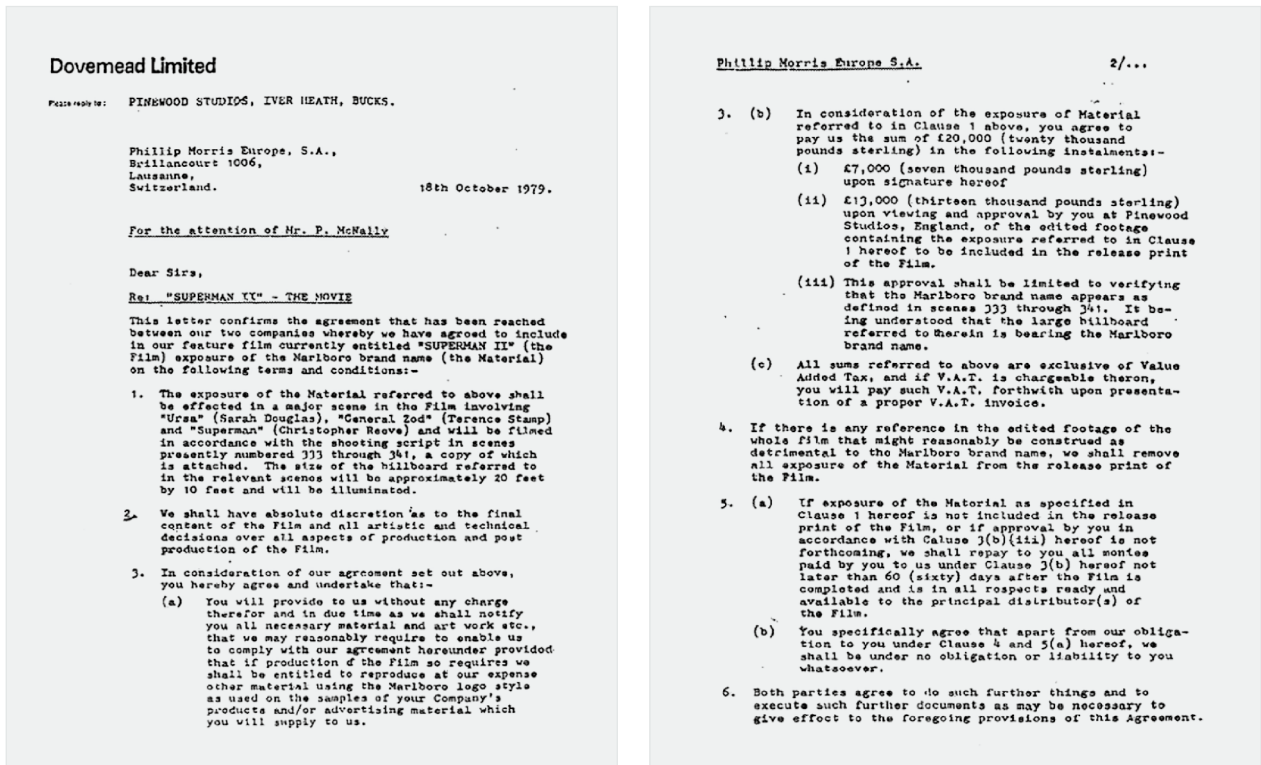 Dovemead Limited
Please reply to: PINEWOOD STUDIOS, IVER HEATH, BUCKS.
Phillip Morris Europe, S.A.,
Brillancourt 1006,
Lausanne,
Switzerland. 18th October 1979.
For the attention of Mr. P. McNally
Dear Sirs,
Re: "SUPERMAN II" - THE MOVIE
This letter confirms the agreement that has been reached
between our two companies whereby we have agreed to include
in our feature film currently entitled "SUPERMAN II" (the
Film) exposure of the Marlboro brand name (the Material)
on the following terms and conditions:-
1. The exposure of the Material referred to above shall
be effected in a major scene in the Film involving
"Ursa" (Sarah Douglas), "General Zod" (Terence Stamp)
and "Superman" (Christopher Reeve) and will be filmed
in accordance with the shooting script in scenes
presently numbered 333 through 341, a copy of which
is attached. The size of the billboard referred to
in the relevant scenes will be approximately 20 feet
by 10 feet and will be illuminated.
2. We shall have absolute discretion as to the final
content of the Film and all artistic and technical
decisions over all aspects of production and post
production of the Film.
3. In consideration of our agreement set out above,
you hereby agree and undertake that:-
(a) You will provide to us without any charge
therefor and in due time as we shall notify
you all necessary material and art work etc.,
that we may reasonably require to enable us
to comply with our agreement hereunder provided
that if production of the Film so requires we
shall be entitled to reproduce at our expense
other material using the Marlboro logo style
as used on the samples of your Company's
products and/or advertising material which
you will supply to us.
Phillip Morris Europe S.A. 2/...
3. (b) In consideration of the exposure of Material
referred to in Clause 1 above, you agree to
pay us the sum of £20,000 (twenty thousand
pounds sterling) in the following instalments:-
(i) £7,000 (seven thousand pounds sterling)
upon signature hereof
(ii) £13,000 (thirteen thousand pounds sterling)
upon viewing and approval by you at Pinewood
Studios, England, of the edited footage
containing the exposure referred to in Clause
1 hereof to be included in the release print
of the Film.
(iii) This approval shall be limited to verifying
that the Marlboro brand name appears as
defined in scenes 333 through 341. It be-
ing understood that the large billboard
referred to therein is bearing the Marlboro
brand name.
(c) All sums referred to above are exclusive of Value
Added Tax, and if V.A.T. is chargeable theron,
you will pay such V.A.T. forthwith upon presenta-
tion of a proper V.A.T. invoice.
4. If there is any reference in the edited footage of the
whole film that might reasonably be construed as
detrimental to the Marlboro brand name, we shall remove
all exposure of the Material from the release print of
the Film.
5. (a) If exposure of the Material as specified in
Clause 1 hereof is not included in the release
print of the Film, or if approval by you in
accordance with Caluse 3(b)(iii) hereof is not
forthcoming, we shall repay to you all monies
paid by you to us under Clause 3(b) hereof not
later than 60 (sixty) days after the Film is
completed and is in all respects ready and
available to the principal distributor(s) of
the Film.
(b) You specifically agree that apart from our obliga-
tion to you under Clause 4 and 5(a) hereof, we
shall be under no obligation or liability to you
whatsoever.
6. Both parties agree to do such further things and to
execute such further documents as may be necessary to
give effect to the foregoing provisions of this Agreement.